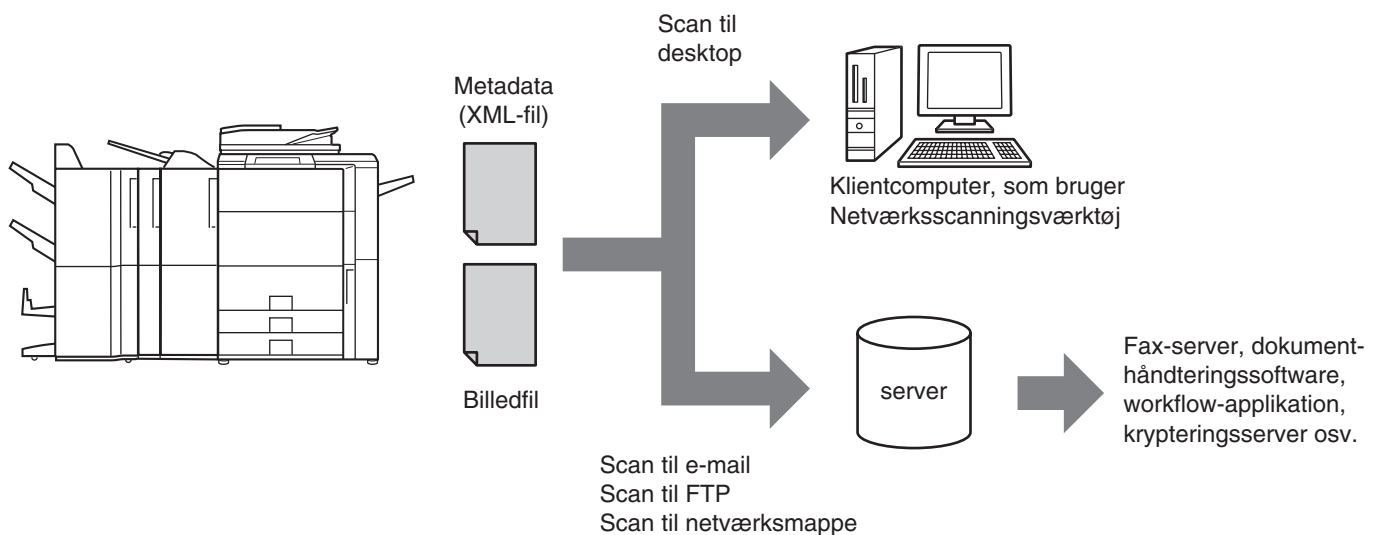 Scan til
desktop
Metadata
(XML-fil)
Klientcomputer, som bruger
Netværksscanningsværktøj
Billedfil
server
Fax-server, dokument-
håndteringssoftware,
workflow-applikation,
krypteringsserver osv.
Scan til e-mail
Scan til FTP
Scan til netværksmappe